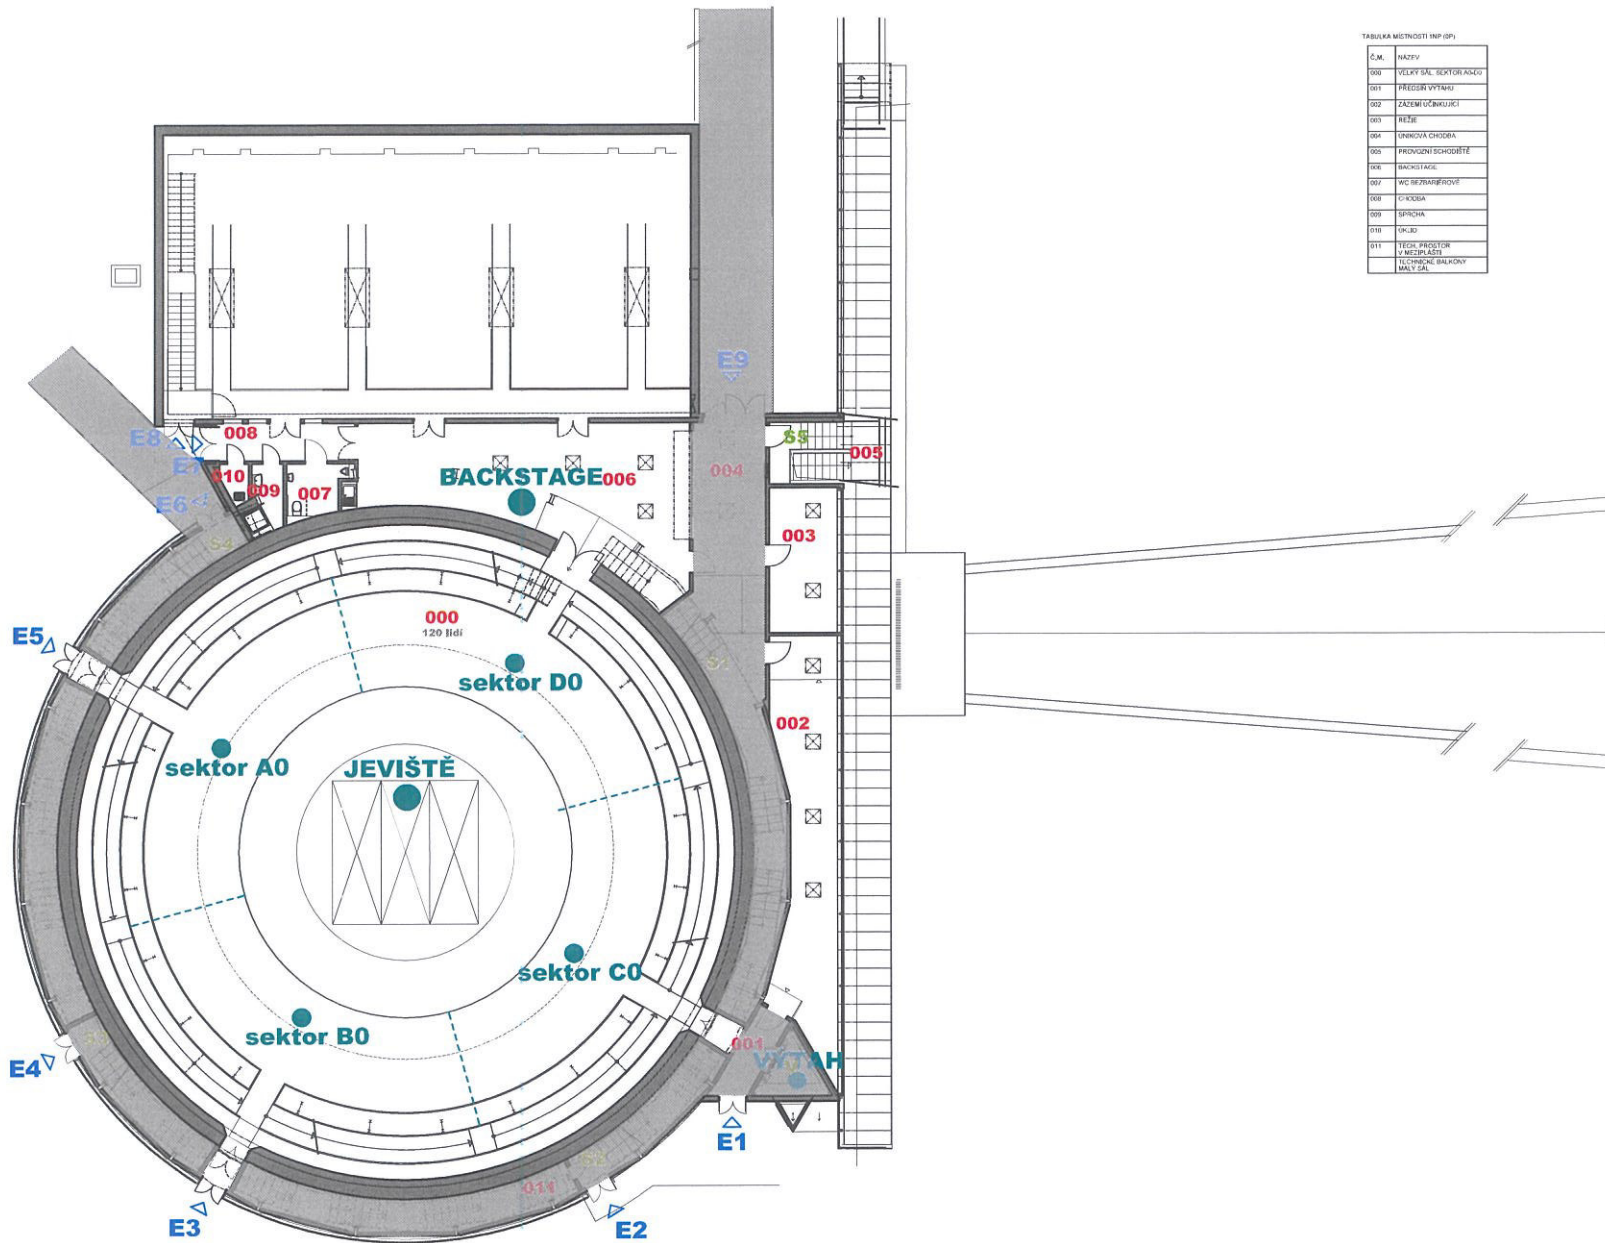 TABULKA MÍSTNOSTÍ 1NP (0P)
Č.M. NÁZEV
000 VELKÝ SÁL, SEKTOR A0-D0
001 PŘEDSÍŇ VÝTAHU
002 ZÁZEMÍ ÚČINKUJÍCÍ
003 REŽIE
004 ÚNIKOVÁ CHODBA
005 PROVOZNÍ SCHODIŠTĚ
006 BACKSTAGE
007 WC BEZBARIÉROVÉ
008 CHODBA
009 SPRCHA
010 ÚKLID
011 TECH. PROSTOR
V MEZIPLÁŠTI
TECHNICKÉ BALKÓNY
MALÝ SÁL
E9
E8
008
S5
005
E7
010
009
007
BACKSTAGE
006
004
E6
S4
003
000
120 lidí
E5
S1
sektor D0
002
sektor A0
JEVIŠTĚ
sektor C0
sektor B0
S3
001
VÝTAH
E4
E1
S2
011
E3
E2